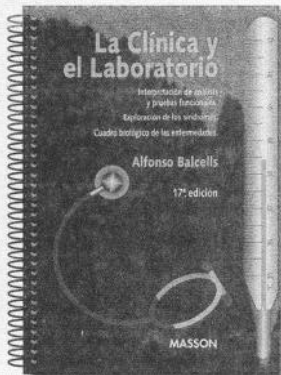 La Clínica y
el Laboratorio
Interpretación de análisis
y pruebas funcionales.
Exploración de los síndromes.
Cuadro biológico de las enfermedades.
Alfonso Balcells
17ª edición
MASSON